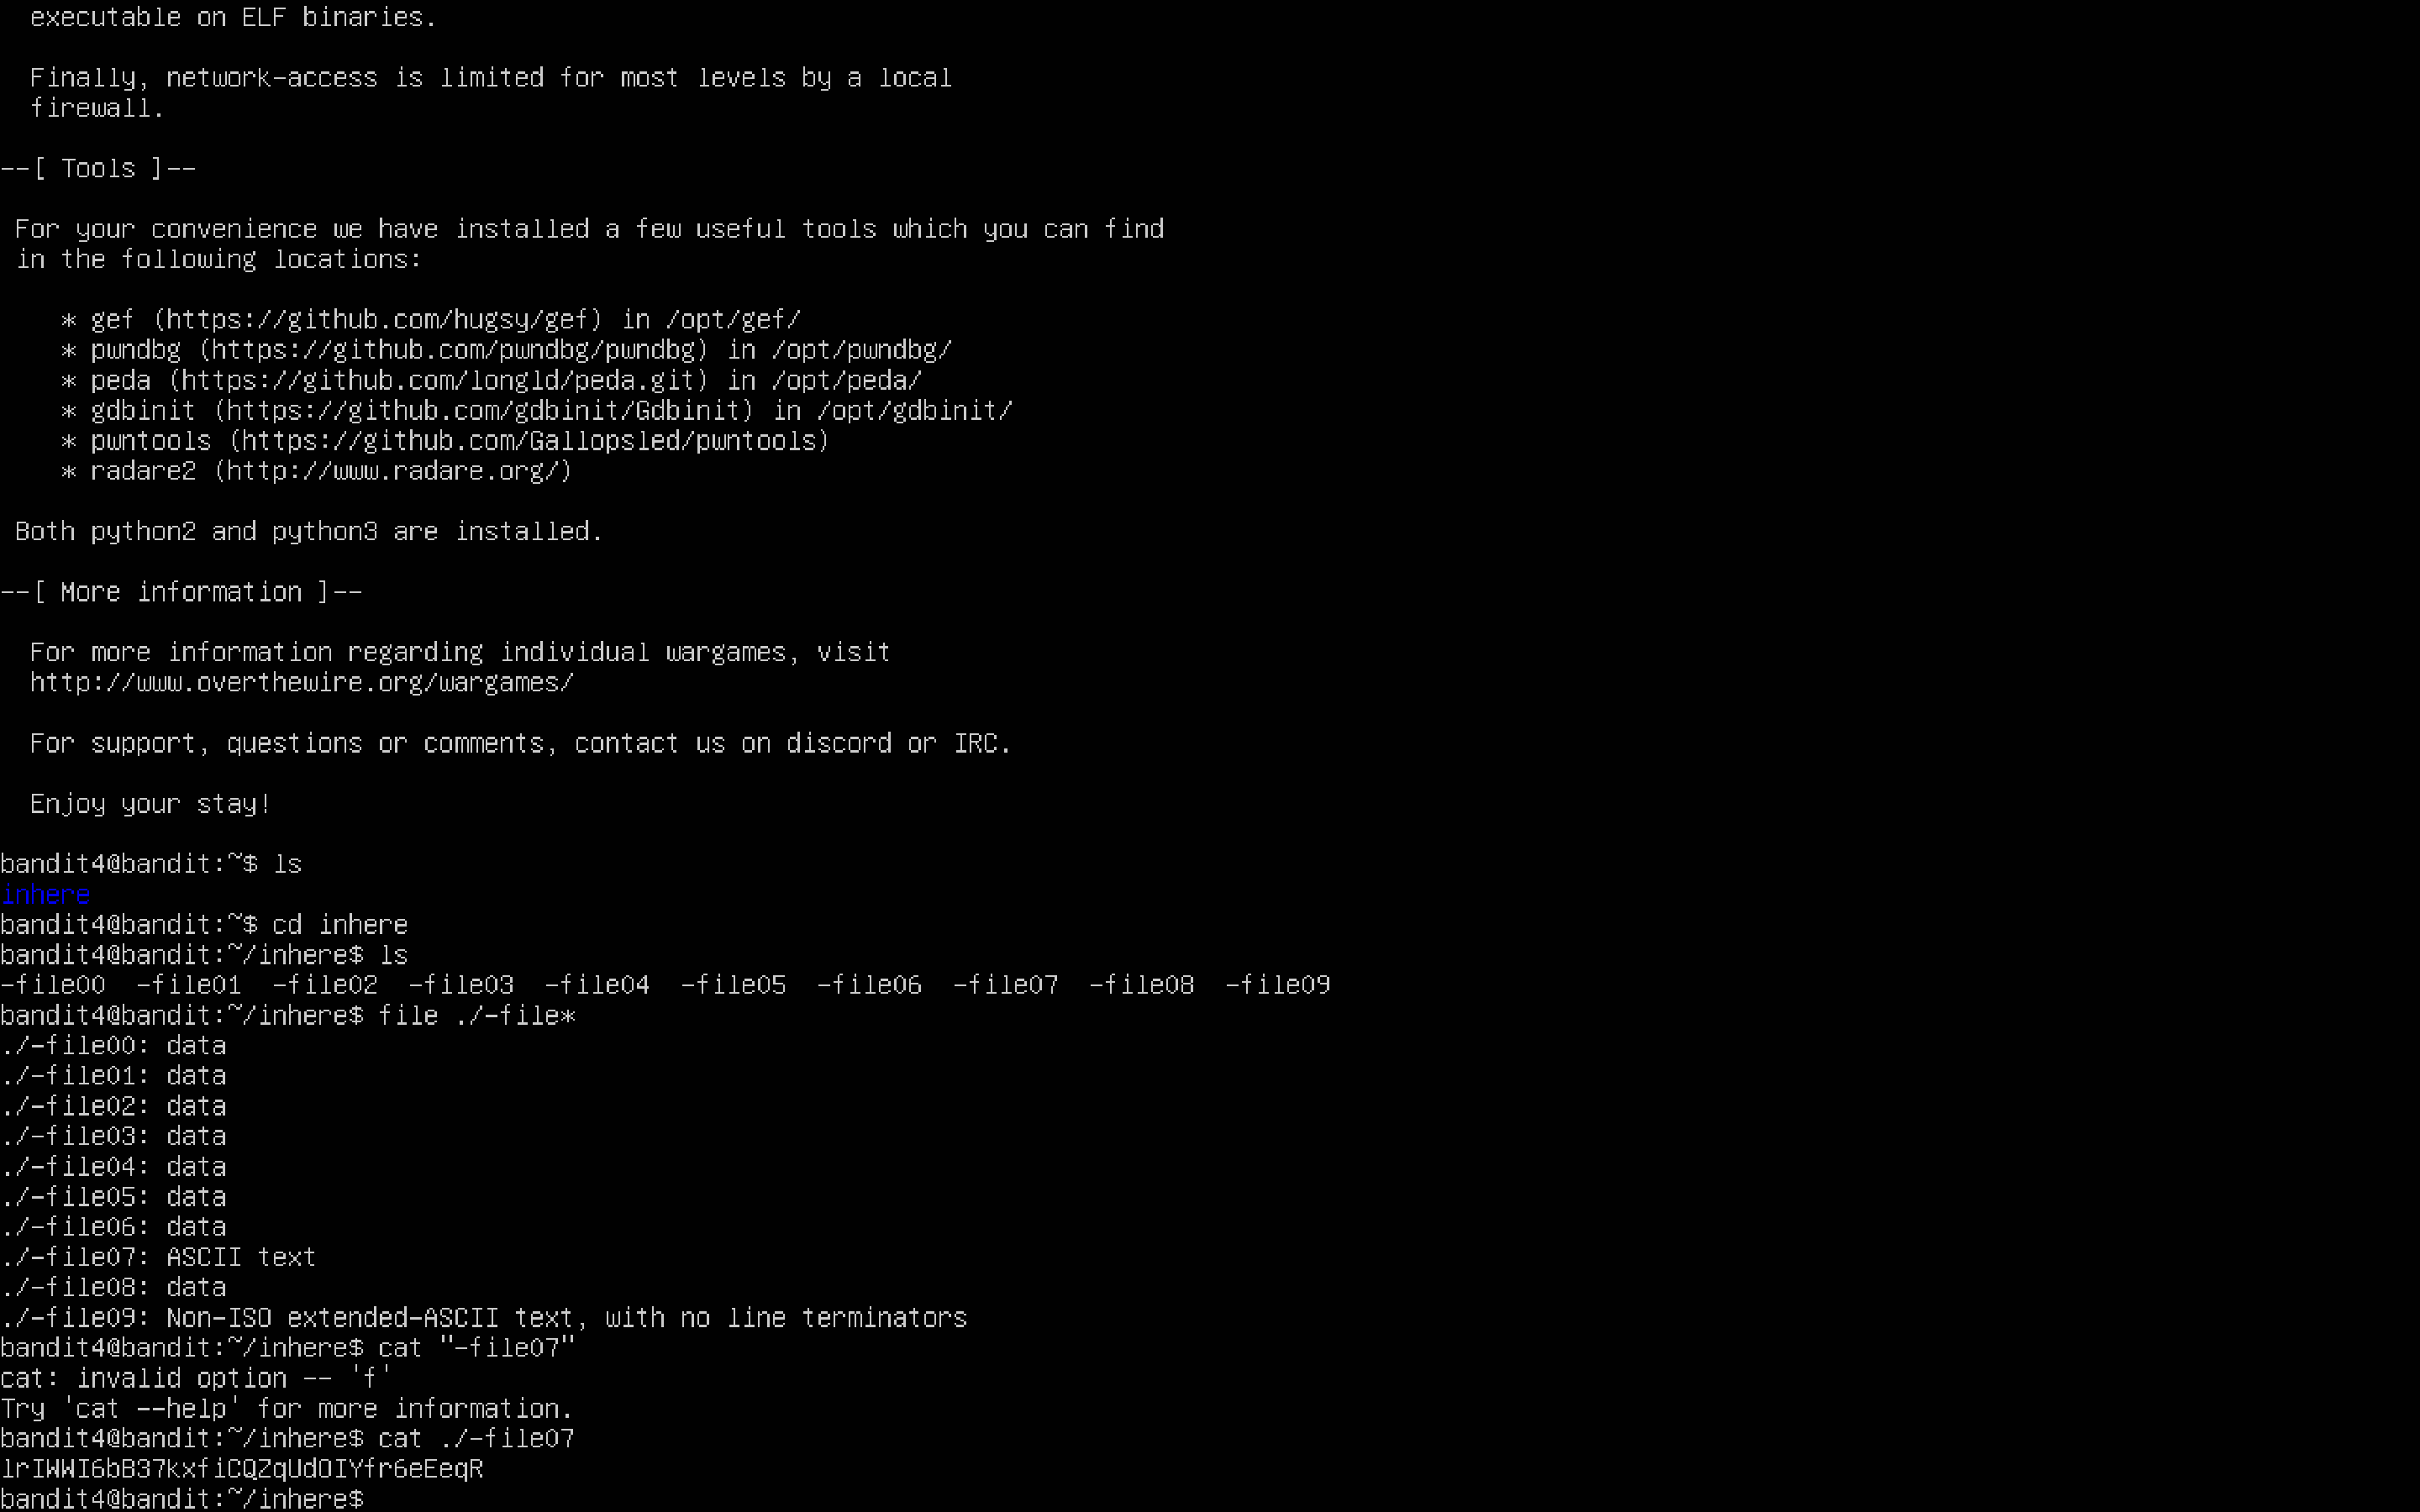 executable on ELF binaries.
Finally, network-access is limited for most levels by a local
firewall.
--[ Tools ]--
For your convenience we have installed a few useful tools which you can find
in the following locations:
* gef (https://github.com/hugsy/gef) in /opt/gef/
* pwndbg (https://github.com/pwndbg/pwndbg) in /opt/pwndbg/
* peda (https://github.com/longld/peda.git) in /opt/peda/
* gdbinit (https://github.com/gdbinit/Gdbinit) in /opt/gdbinit/
* pwntools (https://github.com/Gallopsled/pwntools)
* radare2 (http://www.radare.org/)
Both python2 and python3 are installed.
--[ More information ]--
For more information regarding individual wargames, visit
http://www.overthewire.org/wargames/
For support, questions or comments, contact us on discord or IRC.
Enjoy your stay!
bandit4@bandit:~$ ls
inhere
bandit4@bandit:~$ cd inhere
bandit4@bandit:~/inhere$ ls
-file00  -file01  -file02  -file03  -file04  -file05  -file06  -file07  -file08  -file09
bandit4@bandit:~/inhere$ file ./-file*
./-file00: data
./-file01: data
./-file02: data
./-file03: data
./-file04: data
./-file05: data
./-file06: data
./-file07: ASCII text
./-file08: data
./-file09: Non-ISO extended-ASCII text, with no line terminators
bandit4@bandit:~/inhere$ cat "-file07"
cat: invalid option -- 'f'
Try 'cat --help' for more information.
bandit4@bandit:~/inhere$ cat ./-file07
lrIWWI6bB37kxfiCQZqUdOIYfr6eEeqR
bandit4@bandit:~/inhere$